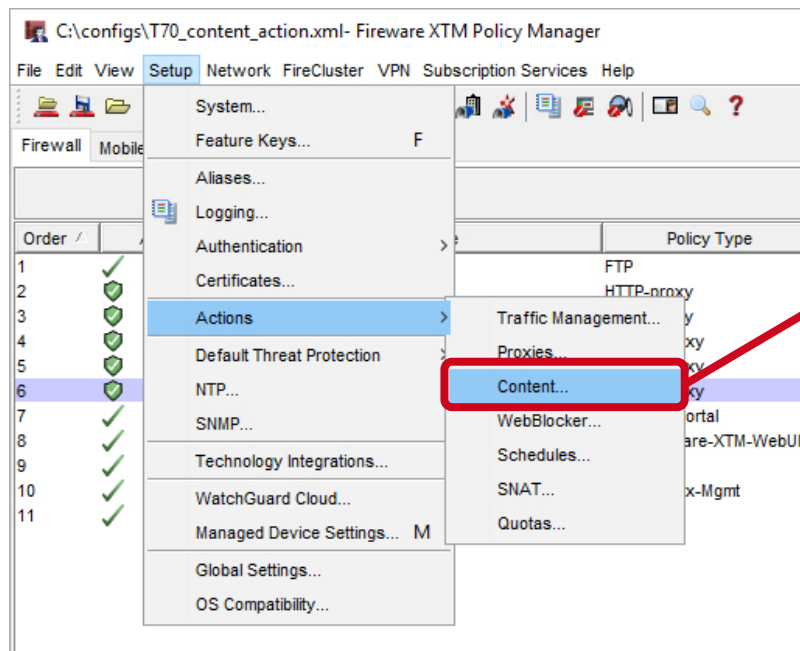 C:\configs\T70_content_action.xml- Fireware XTM Policy Manager
File Edit View Setup Network FireCluster VPN Subscription Services Help
Firewall Mobile
System...
Feature Keys... F
Aliases...
Logging...
Authentication
Certificates...
Actions
Default Threat Protection
NTP...
SNMP...
Technology Integrations...
WatchGuard Cloud...
Managed Device Settings... M
Global Settings...
OS Compatibility...
Traffic Management...
Proxies...
Content...
WebBlocker...
Schedules...
SNAT...
Quotas...
Order Policy Type
1 FTP
2 HTTP-proxy
3
4 xy
5 xy
6 xy
7 ortal
8 are-XTM-WebUI
9
10 x-Mgmt
11